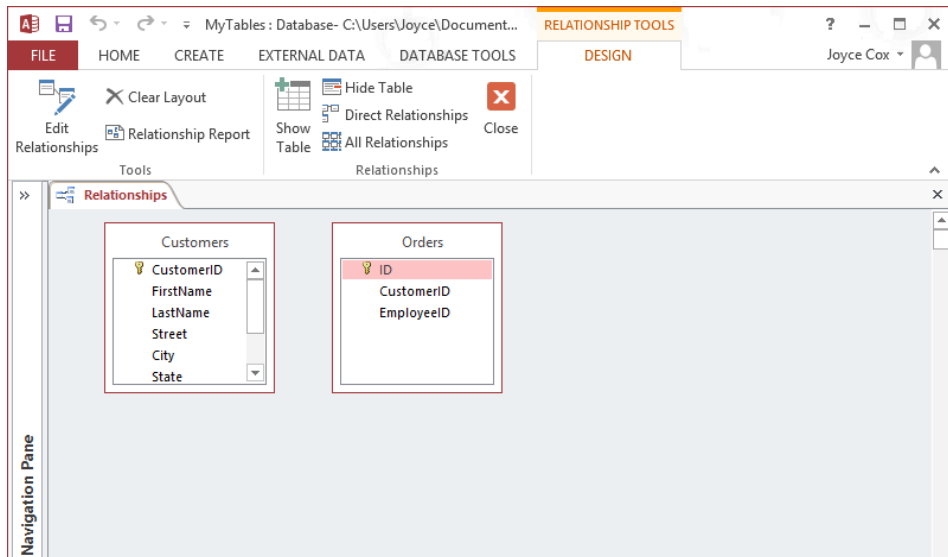 MyTables : Database- C:\Users\Joyce\Document...
RELATIONSHIP TOOLS
?
FILE
HOME
CREATE
EXTERNAL DATA
DATABASE TOOLS
DESIGN
Joyce Cox
Edit
Relationships
Clear Layout
Relationship Report
Tools
Show
Table
Hide Table
Direct Relationships
All Relationships
Close
Relationships
»
Relationships
Customers
CustomerID
FirstName
LastName
Street
City
State
Orders
ID
CustomerID
EmployeeID
Navigation Pane